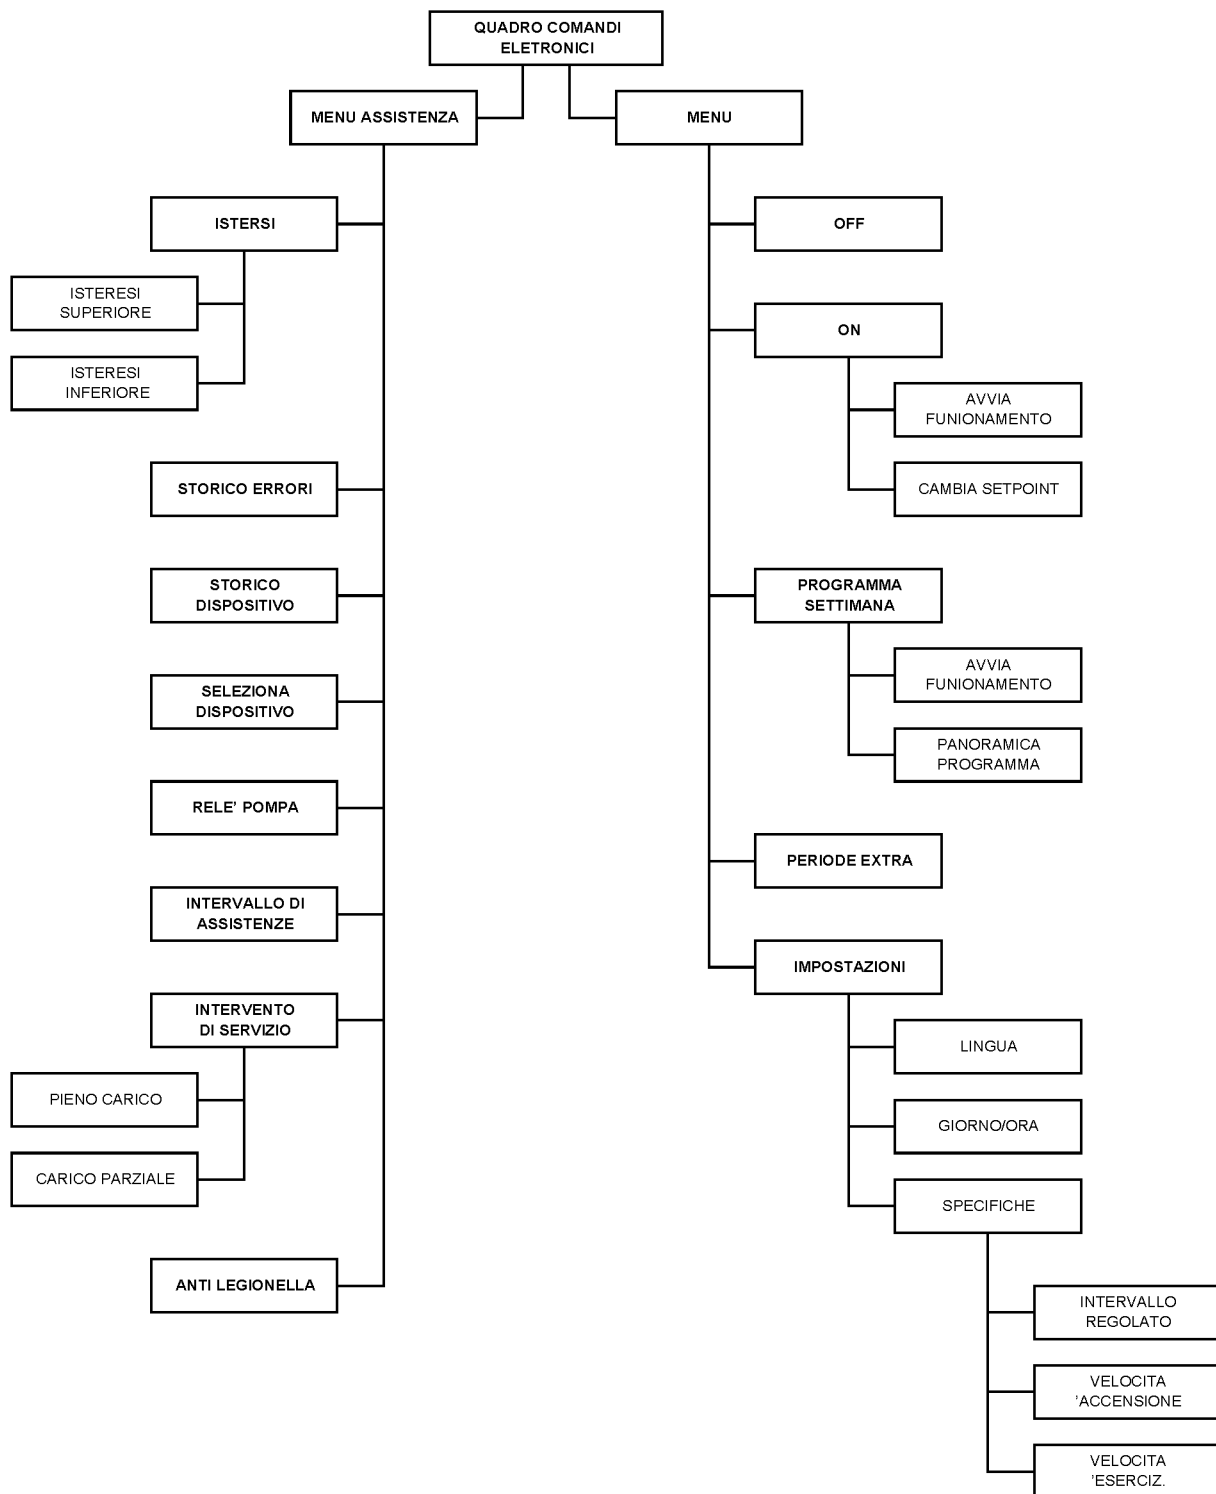 QUADRO COMANDI
ELETRONICI
MENU ASSISTENZA
ISTERSI
ISTERESI
SUPERIORE
ISTERESI
INFERIORE
STORICO ERRORI
STORICO
DISPOSITIVO
SELEZIONA
DISPOSITIVO
RELE' POMPA
INTERVALLO DI
ASSISTENZE
INTERVENTO
DI SERVIZIO
PIENO CARICO
CARICO PARZIALE
ANTI LEGIONELLA
MENU
OFF
ON
AVVIA
FUNIONAMENTO
CAMBIA SETPOINT
PROGRAMMA
SETTIMANA
AVVIA
FUNIONAMENTO
PANORAMICA
PROGRAMMA
PERIODE EXTRA
IMPOSTAZIONI
LINGUA
GIORNO/ORA
SPECIFICHE
INTERVALLO
REGOLATO
VELOCITA
'ACCENSIONE
VELOCITA
'ESERCIZ.